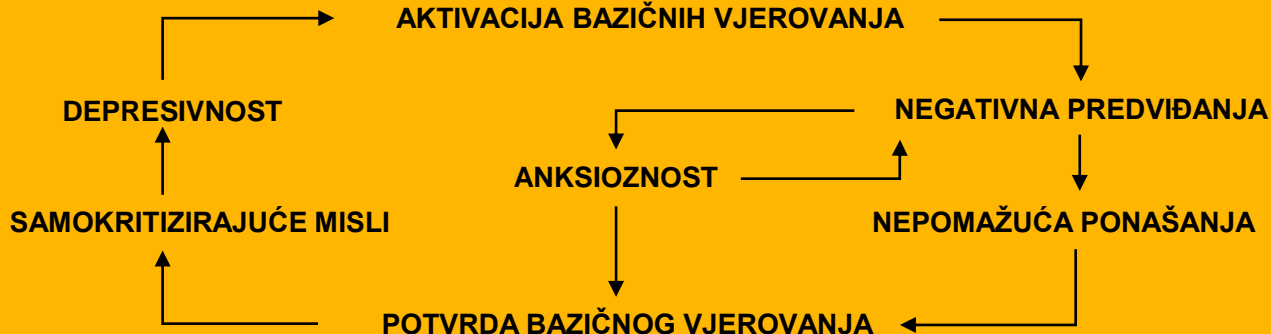 AKTIVACIJA BAZIČNIH VJEROVANJA
DEPRESIVNOST
NEGATIVNA PREDVIĐANJA
ANKSIOZNOST
SAMOKRITIZIRAJUĆE MISLI
NEPOMAŽUĆA PONAŠANJA
POTVRDA BAZIČNOG VJEROVANJA